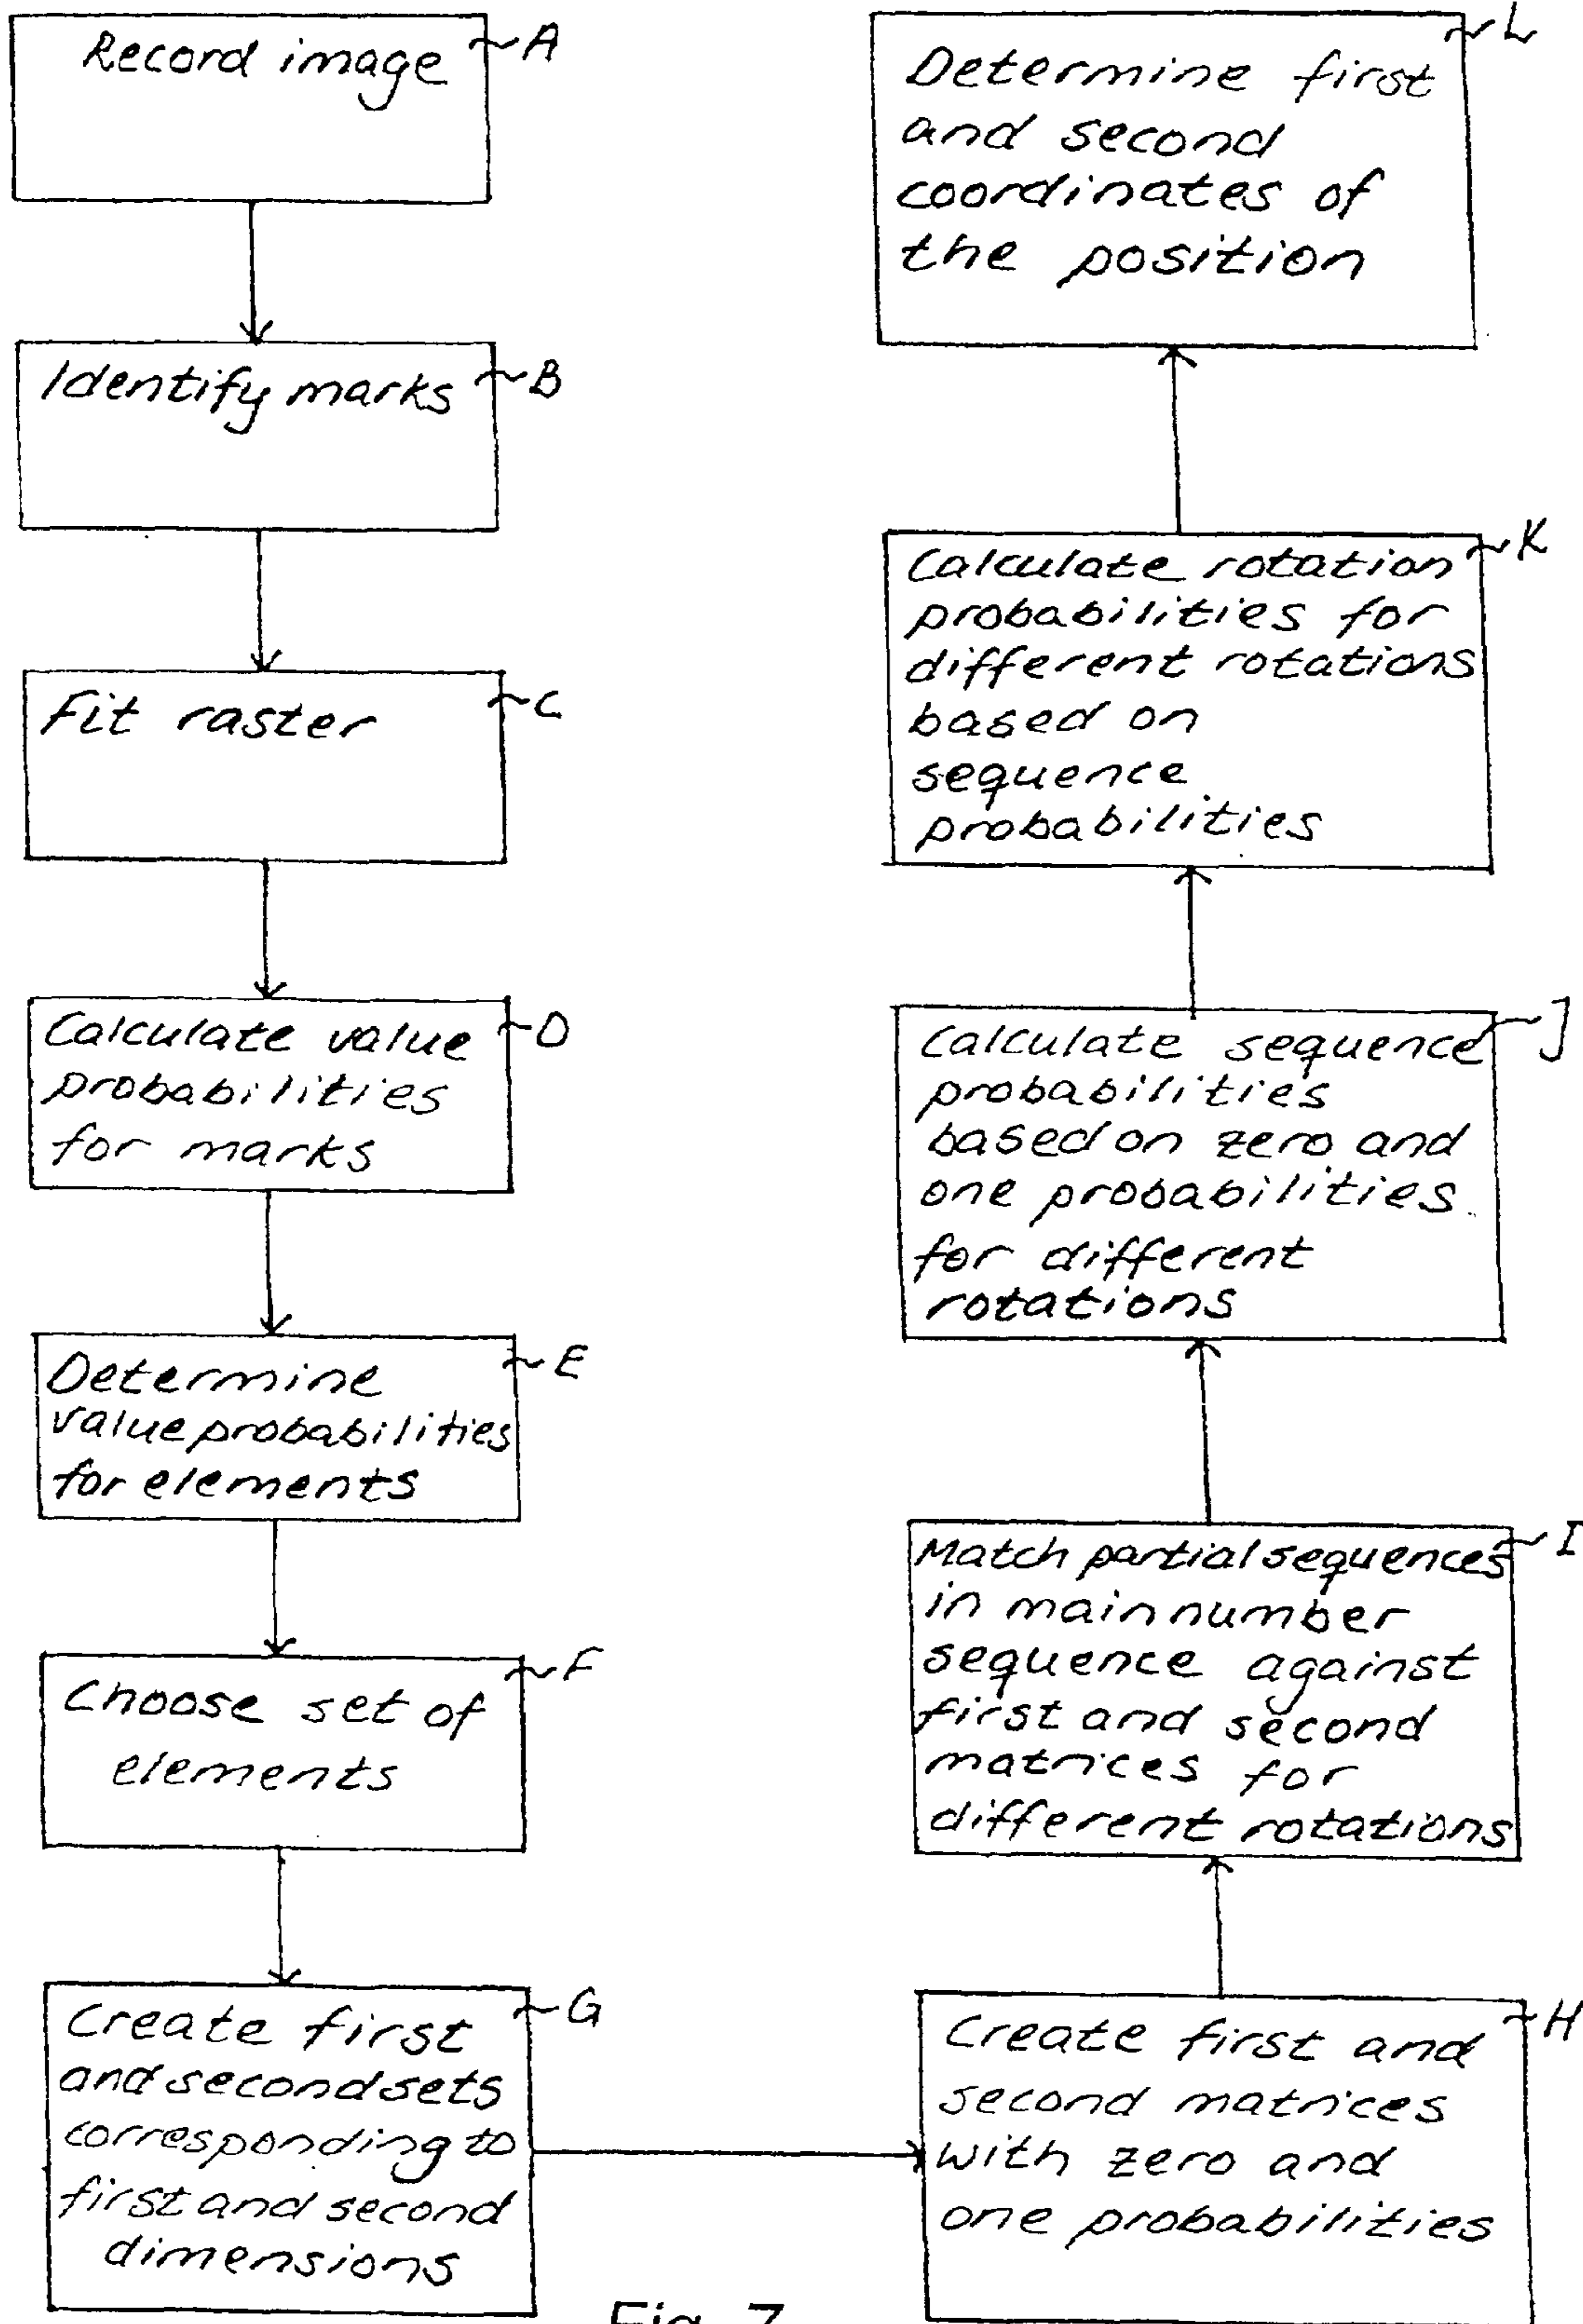 Record image
A
Identify marks
B
Fit raster
C
Calculate value
probabilities
for marks
D
Determine
value probabilities
for elements
E
Choose set of
elements
F
Create first
and second sets
corresponding to
first and second
dimensions
G
Create first and
second matrices
with zero and
one probabilities
H
Match partial sequences
in main number
sequence against
first and second
matrices for
different rotations
I
Calculate sequence
probabilities
based on zero and
one probabilities
for different
rotations
J
Calculate rotation
probabilities for
different rotations
based on
sequence
probabilities
K
Determine first
and second
coordinates of
the position
L
Fig. 7